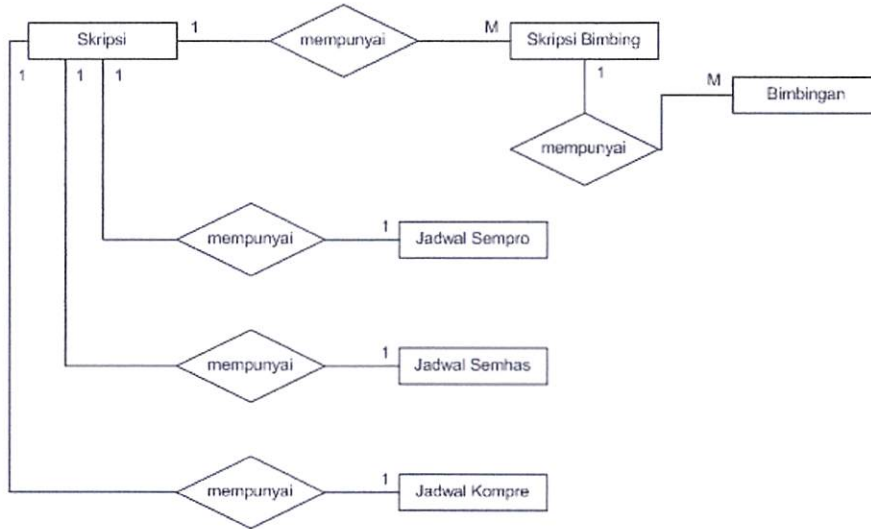 Skripsi
1
mempunyai
M
Skripsi Bimbing
1
1
1
1
M
Bimbingan
mempunyai
mempunyai
1
Jadwal Sempro
mempunyai
1
Jadwal Semhas
mempunyai
1
Jadwal Kompre